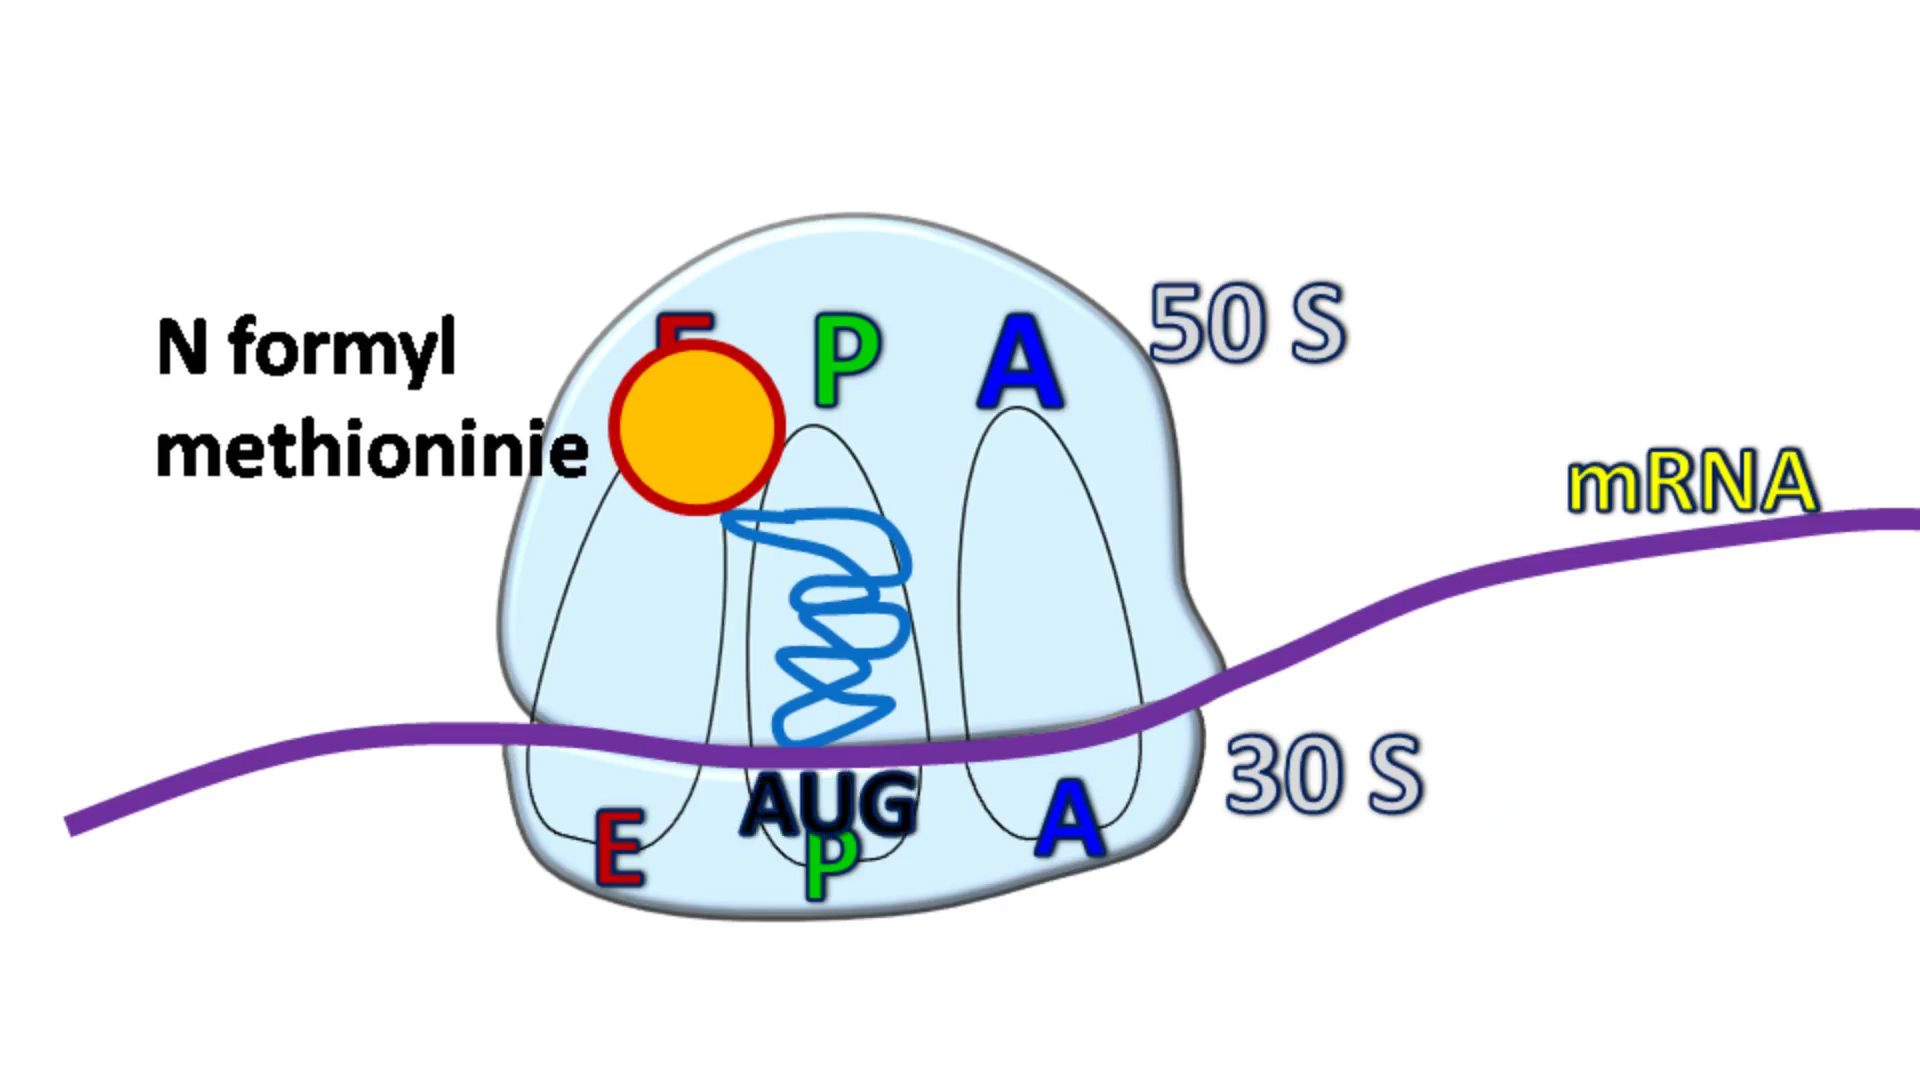 N formyl
methioninie
E P A
50 S
mRNA
30 S
AUG
E P A